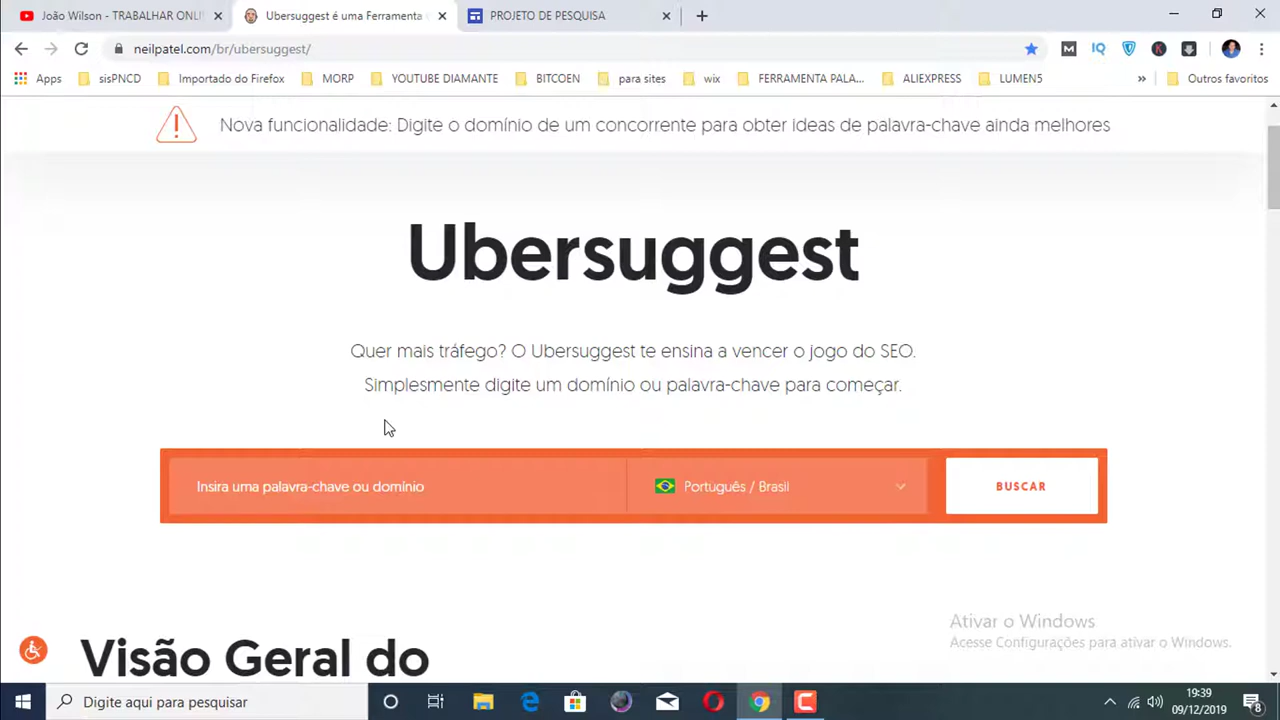 João Wilson - TRABALHAR ONLI
Ubersuggest é uma Ferramenta
PROJETO DE PESQUISA
neilpatel.com/br/ubersuggest/
Apps
sisPNCD
Importado do Firefox
MORP
YOUTUBE DIAMANTE
BITCOEN
para sites
wix
FERRAMENTA PALA...
ALIEXPRESS
LUMEN5
»
Outros favoritos
Nova funcionalidade: Digite o domínio de um concorrente para obter ideas de palavra-chave ainda melhores
Ubersuggest
Quer mais tráfego? O Ubersuggest te ensina a vencer o jogo do SEO.
Simplesmente digite um domínio ou palavra-chave para começar.
Insira uma palavra-chave ou domínio
Português / Brasil
BUSCAR
Visão Geral do
Ativar o Windows
Acesse Configurações para ativar o Windows.
Digite aqui para pesquisar
19:39
09/12/2019
8